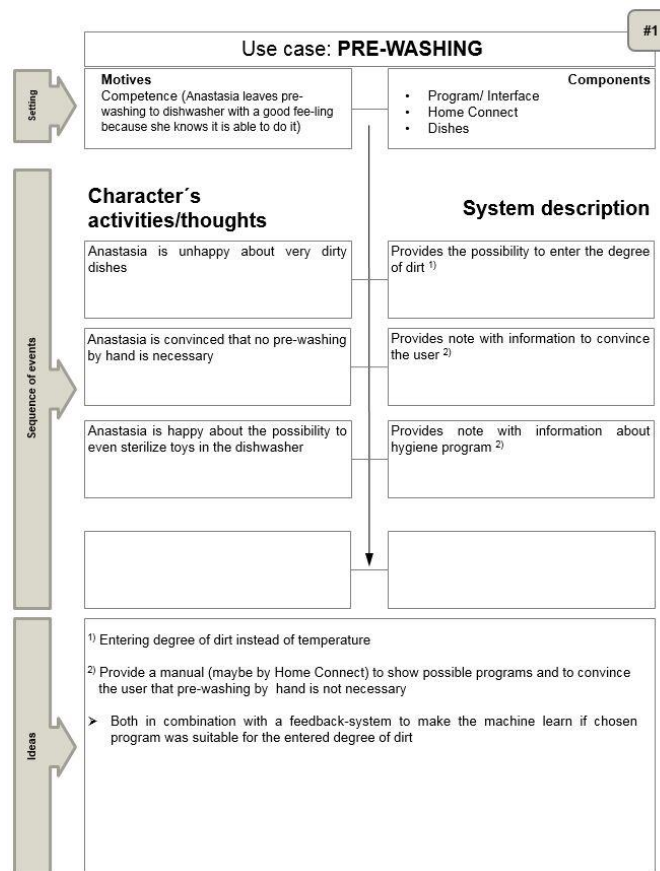 #1
Use case: PRE-WASHING
Setting
Motives
Competence (Anastasia leaves pre-
washing to dishwasher with a good fee-ling
because she knows it is able to do it)
Components
• Program/ Interface
• Home Connect
• Dishes
Sequence of events
Character´s
activities/thoughts
System description
Anastasia is unhappy about very dirty
dishes
Provides the possibility to enter the degree
of dirt 1)
Anastasia is convinced that no pre-washing
by hand is necessary
Provides note with information to convince
the user 2)
Anastasia is happy about the possibility to
even sterilize toys in the dishwasher
Provides note with information about
hygiene program 2)
Ideas
1) Entering degree of dirt instead of temperature
2) Provide a manual (maybe by Home Connect) to show possible programs and to convince
the user that pre-washing by hand is not necessary
➤ Both in combination with a feedback-system to make the machine learn if chosen
program was suitable for the entered degree of dirt